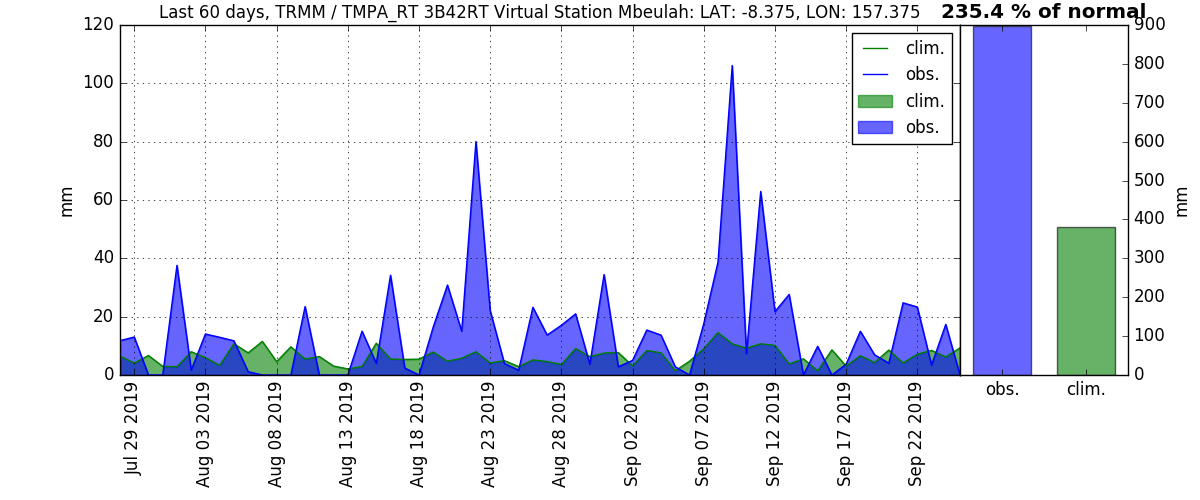 Last 60 days, TRMM / TMPA_RT 3B42RT Virtual Station Mbeulah: LAT: -8.375, LON: 157.375
235.4 % of normal
120
100
80
60
40
20
0
mm
clim.
obs.
clim.
obs.
Jul 29 2019
Aug 03 2019
Aug 08 2019
Aug 13 2019
Aug 18 2019
Aug 23 2019
Aug 28 2019
Sep 02 2019
Sep 07 2019
Sep 12 2019
Sep 17 2019
Sep 22 2019
900
800
700
600
500
400
300
200
100
0
mm
obs.
clim.